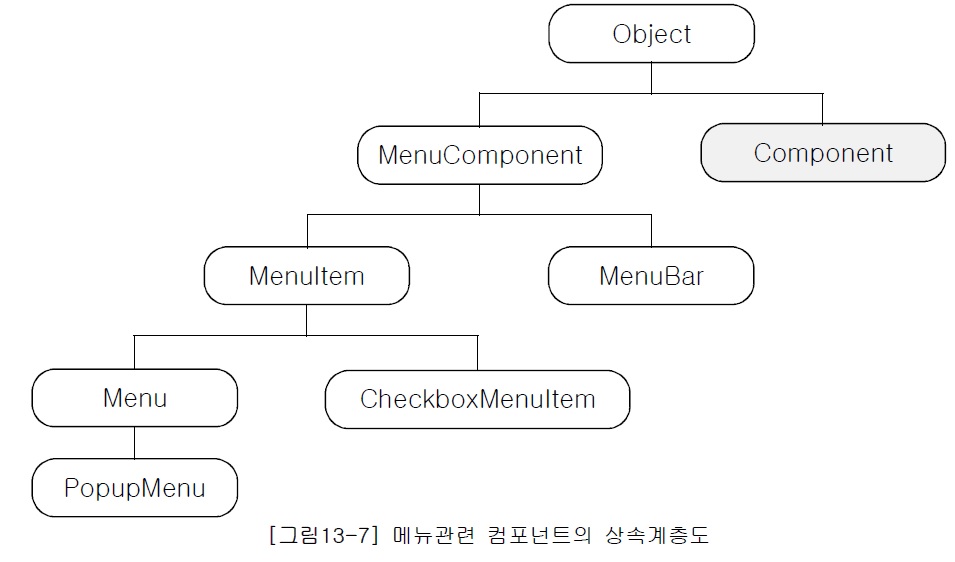 Object
MenuComponent
Component
MenuItem
MenuBar
Menu
CheckboxMenuItem
PopupMenu
[그림13-7] 메뉴관련 컴포넌트의 상속계층도